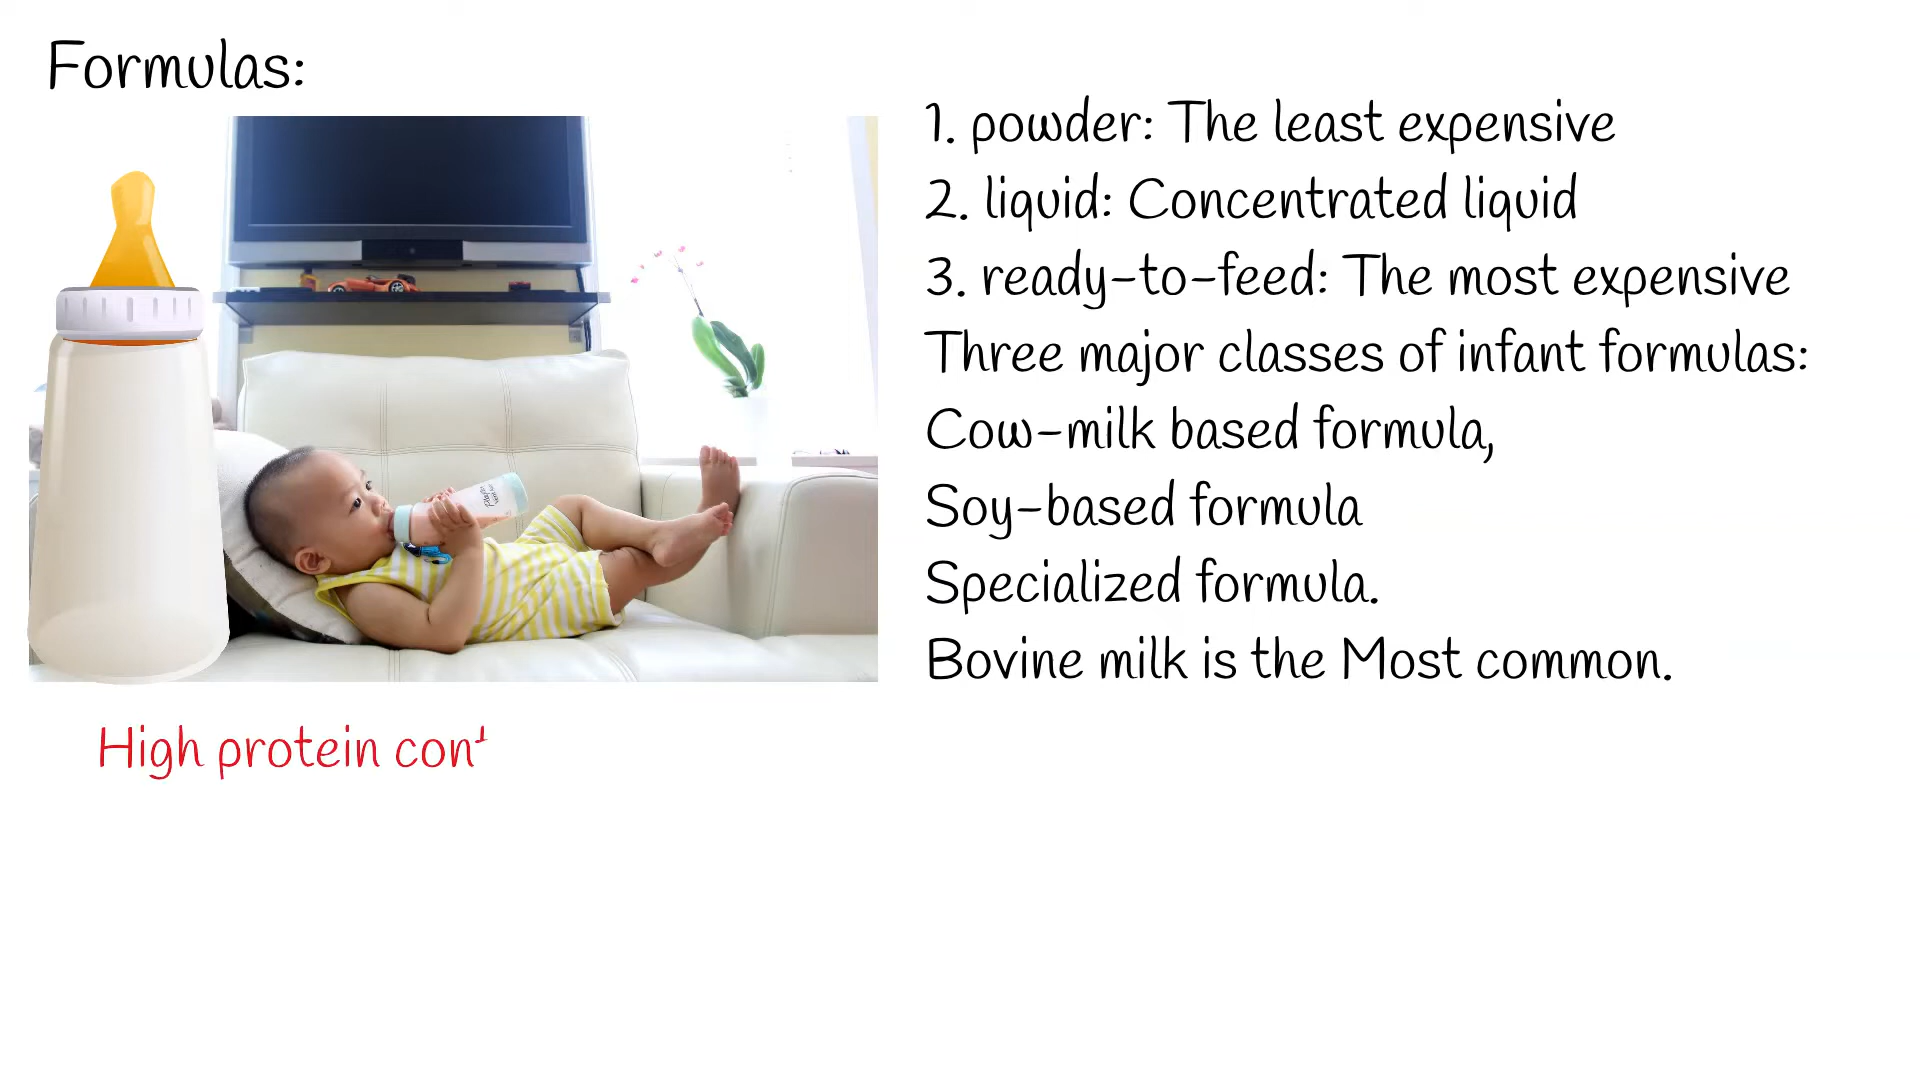 Formulas:
1. powder: The least expensive
2. liquid: Concentrated liquid
3. ready-to-feed: The most expensive
Three major classes of infant formulas:
Cow-milk based formula,
Soy-based formula
Specialized formula.
Bovine milk is the Most common.
High protein